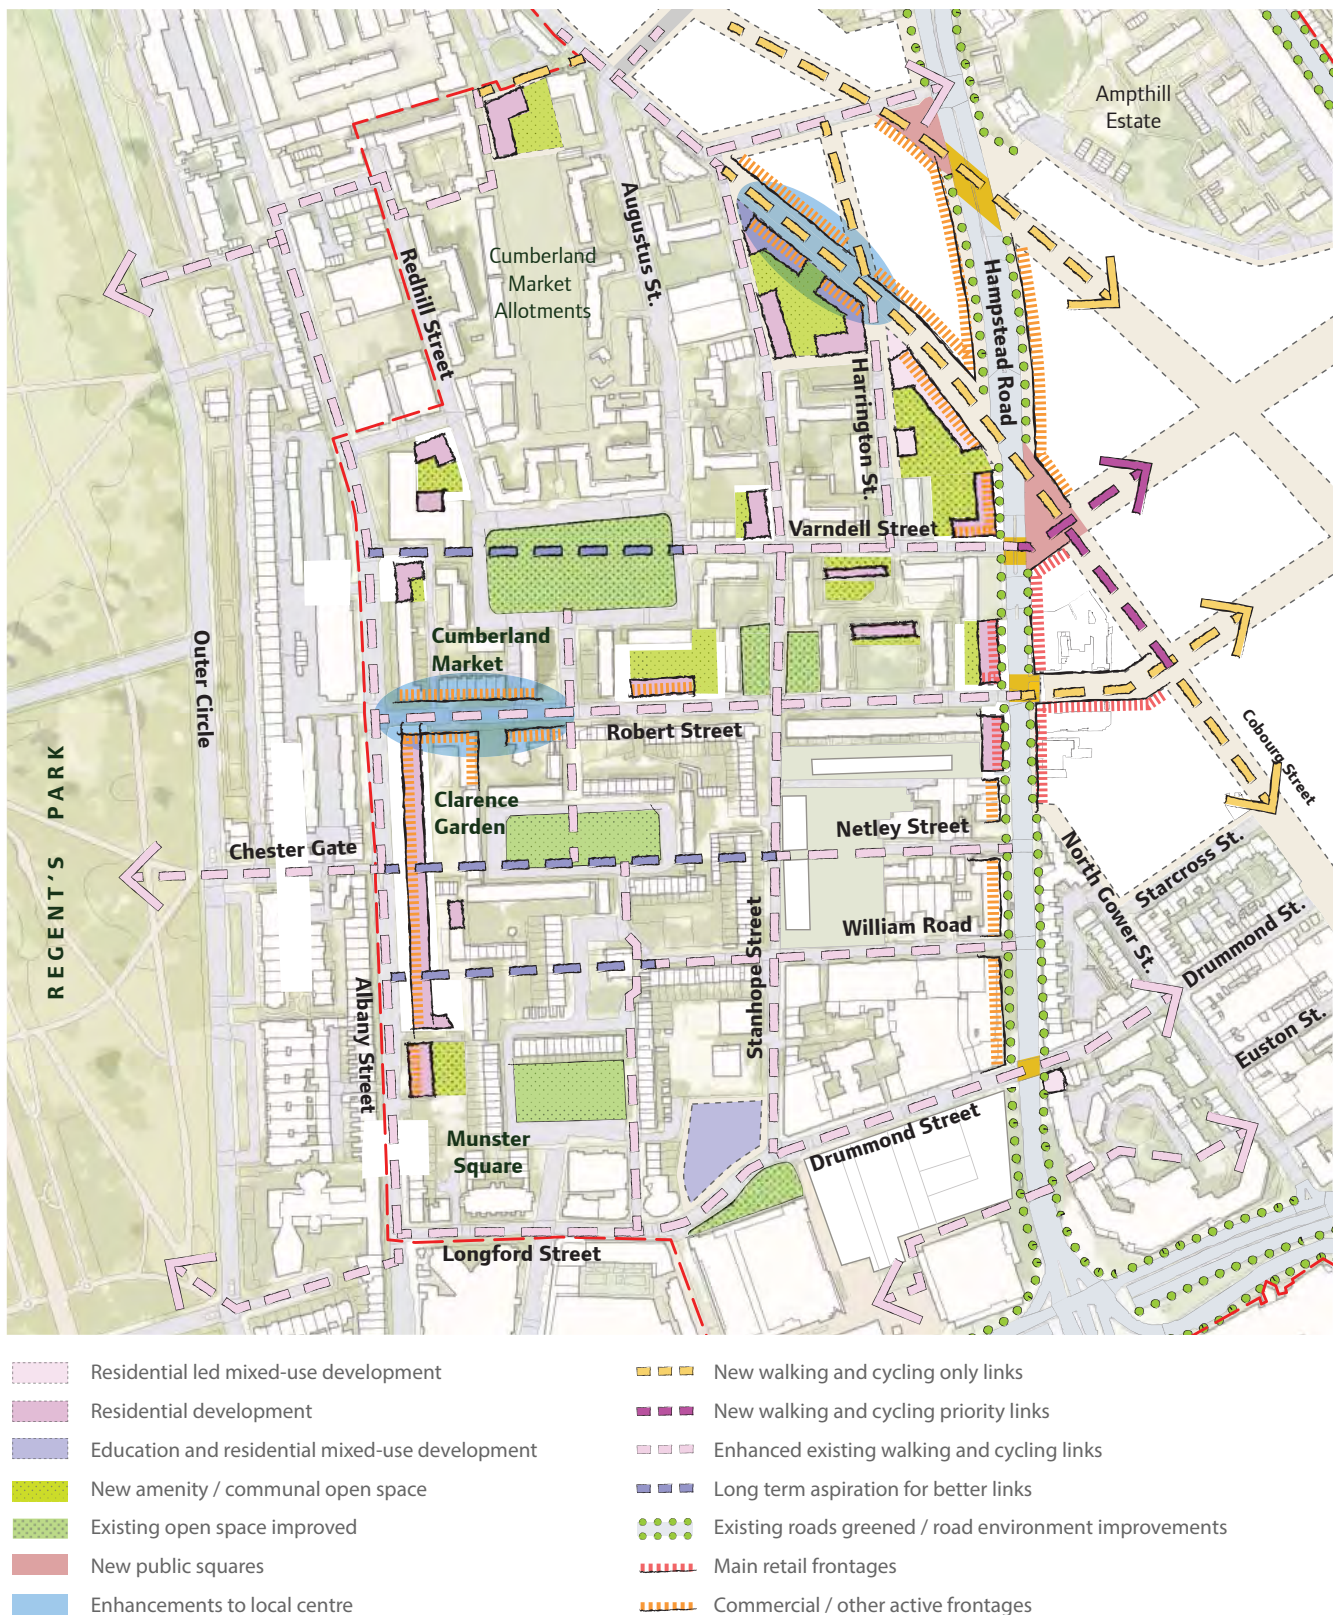 Ampthill
Estate
Augustus St.
Cumberland
Market
Allotments
Redhill Street
Hampstead Road
Harrington St.
Varndell Street
Outer Circle
Cumberland
Market
Robert Street
Cobourg Street
REGENT'S PARK
Clarence
Garden
Chester Gate
Netley Street
North Gower St.
Starcross St.
Drummond St.
William Road
Stanhope Street
Albany Street
Euston St.
Munster
Square
Drummond Street
Longford Street
Residential led mixed-use development
Residential development
Education and residential mixed-use development
New amenity / communal open space
Existing open space improved
New public squares
Enhancements to local centre
New walking and cycling only links
New walking and cycling priority links
Enhanced existing walking and cycling links
Long term aspiration for better links
Existing roads greened / road environment improvements
Main retail frontages
Commercial / other active frontages